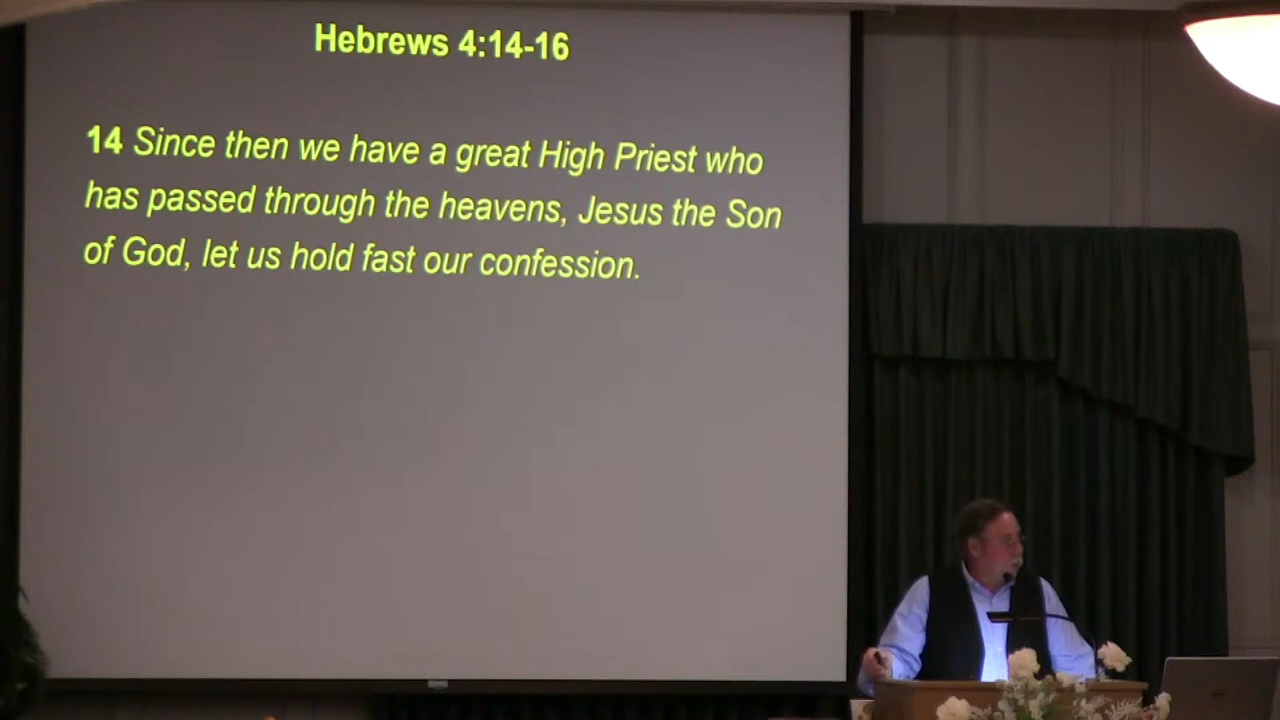 Hebrews 4:14-16
14 Since then we have a great High Priest who
has passed through the heavens, Jesus the Son
of God, let us hold fast our confession.